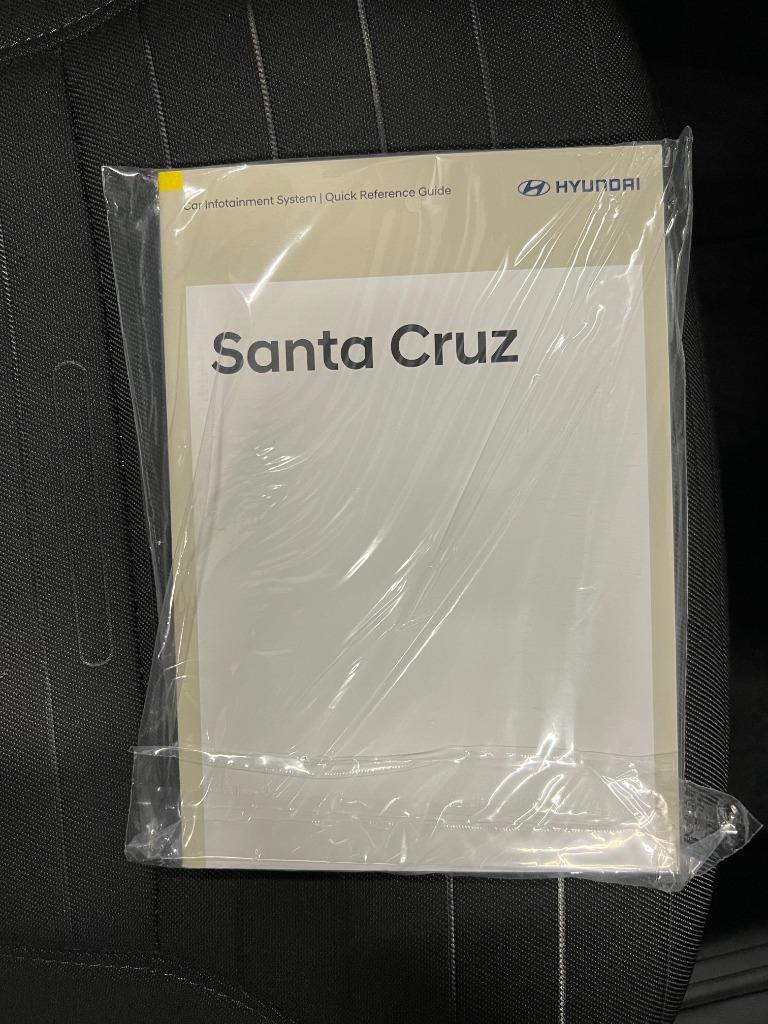 Car Infotainment System | Quick Reference Guide
HYUNDAI
Santa Cruz